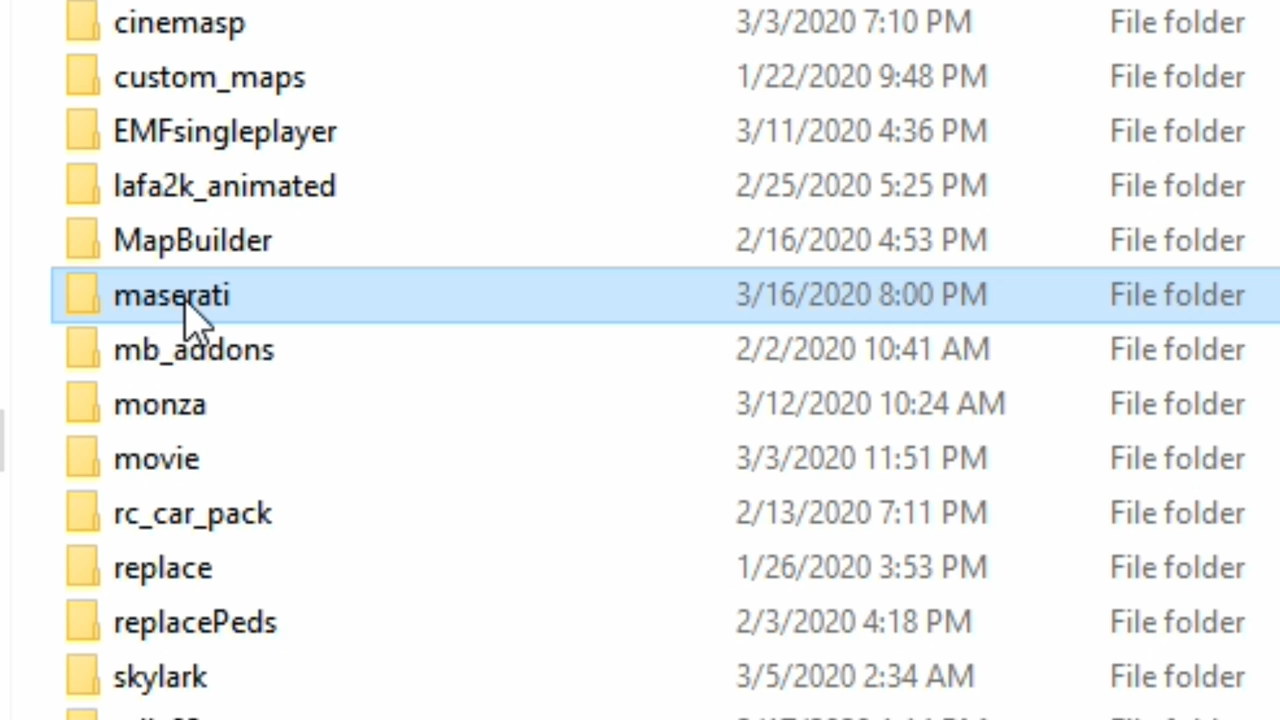 cinemasp 3/3/2020 7:10 PM File folder
custom_maps 1/22/2020 9:48 PM File folder
EMFsingleplayer 3/11/2020 4:36 PM File folder
lafa2k_animated 2/25/2020 5:25 PM File folder
MapBuilder 2/16/2020 4:53 PM File folder
maserati 3/16/2020 8:00 PM File folder
mb_addons 2/2/2020 10:41 AM File folder
monza 3/12/2020 10:24 AM File folder
movie 3/3/2020 11:51 PM File folder
rc_car_pack 2/13/2020 7:11 PM File folder
replace 1/26/2020 3:53 PM File folder
replacePeds 2/3/2020 4:18 PM File folder
skylark 3/5/2020 2:34 AM File folder